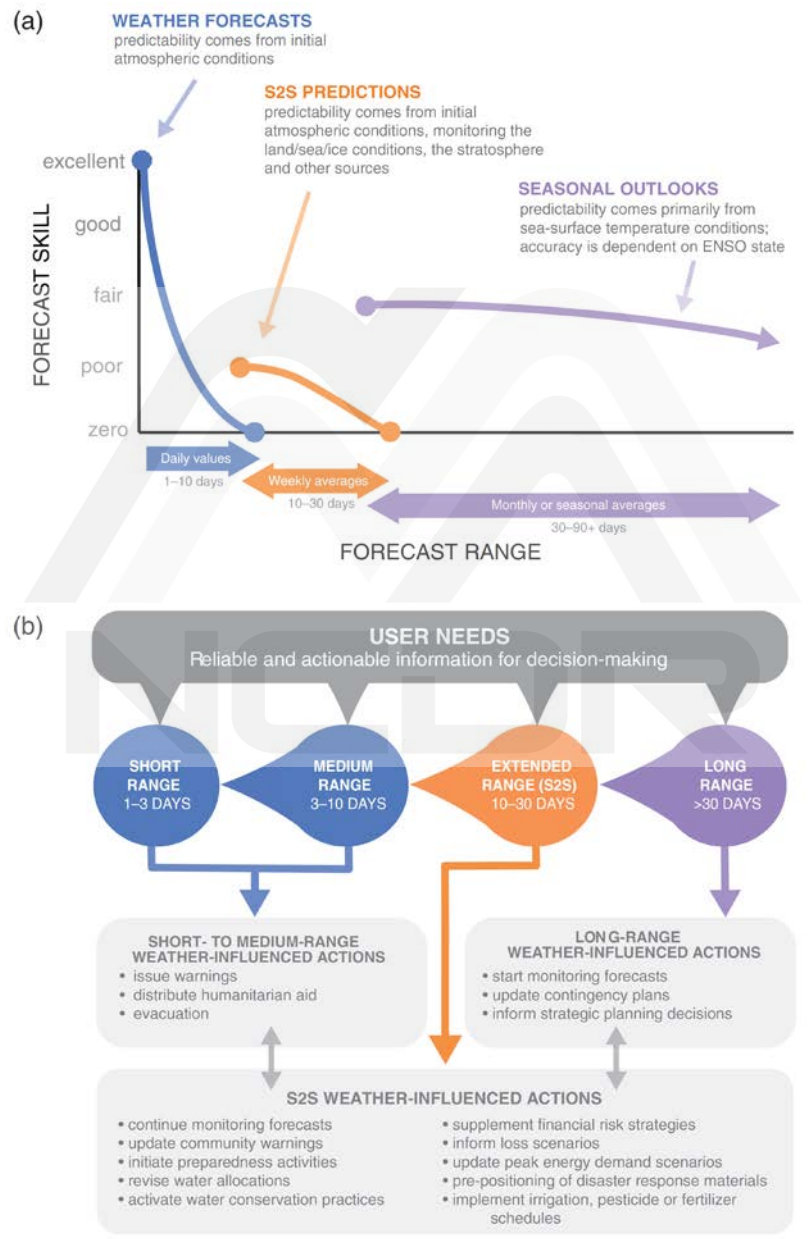 (a)
WEATHER FORECASTS
predictability comes from initial
atmospheric conditions
S2S PREDICTIONS
predictability comes from initial
atmospheric conditions, monitoring the
land/sea/ice conditions, the stratosphere
and other sources
SEASONAL OUTLOOKS
predictability comes primarily from
sea-surface temperature conditions;
accuracy is dependent on ENSO state
FORECAST SKILL
excellent
good
fair
poor
zero
Daily values
1–10 days
Weekly averages
10–30 days
Monthly or seasonal averages
30–90+ days
FORECAST RANGE
(b)
USER NEEDS
Reliable and actionable information for decision-making
NCDR
SHORT
RANGE
1–3 DAYS
MEDIUM
RANGE
3–10 DAYS
EXTENDED
RANGE (S2S)
10–30 DAYS
LONG
RANGE
>30 DAYS
SHORT- TO MEDIUM-RANGE
WEATHER-INFLUENCED ACTIONS
• issue warnings
• distribute humanitarian aid
• evacuation
LONG-RANGE
WEATHER-INFLUENCED ACTIONS
• start monitoring forecasts
• update contingency plans
• inform strategic planning decisions
S2S WEATHER-INFLUENCED ACTIONS
• continue monitoring forecasts
• update community warnings
• initiate preparedness activities
• revise water allocations
• activate water conservation practices
• supplement financial risk strategies
• inform loss scenarios
• update peak energy demand scenarios
• pre-positioning of disaster response materials
• implement irrigation, pesticide or fertilizer
schedules